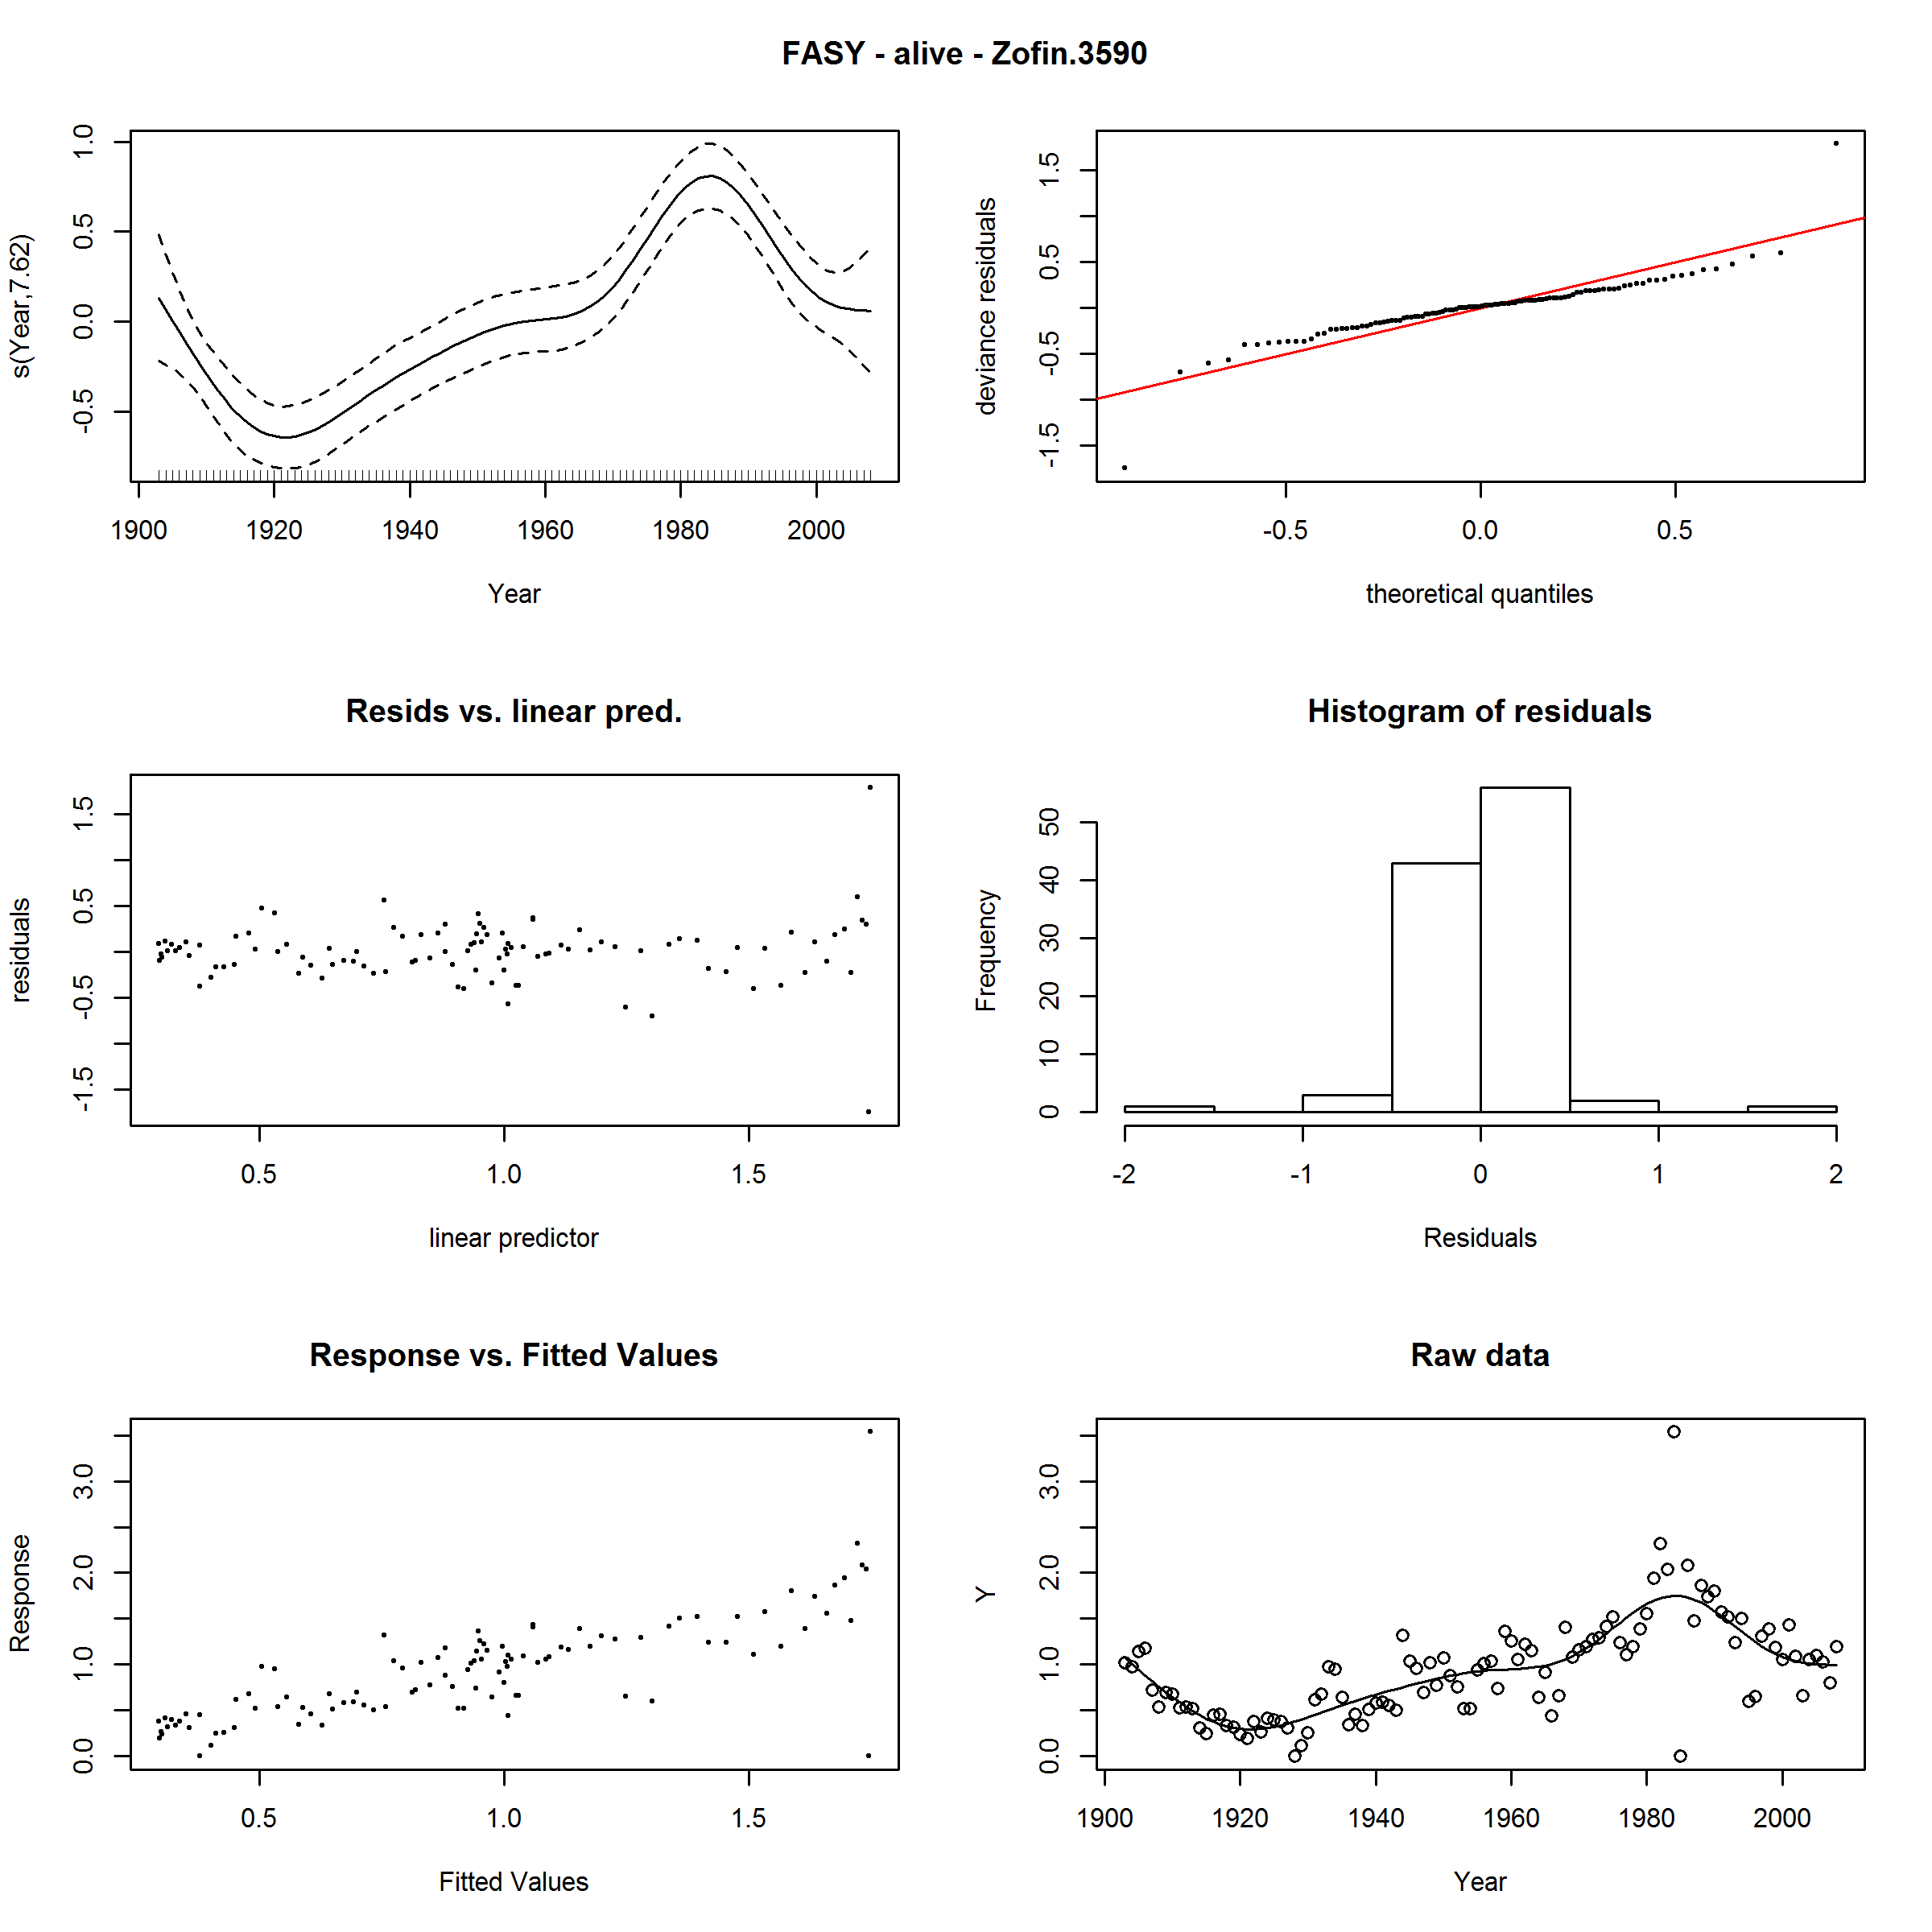 FASY - alive - Zofin.3590
s(Year,7.62)
-0.5 0.0 0.5 1.0
1900 1920 1940 1960 1980 2000
Year
deviance residuals
-1.5 -0.5 0.5 1.5
-0.5 0.0 0.5
theoretical quantiles
Resids vs. linear pred.
residuals
-1.5 -0.5 0.5 1.5
0.5 1.0 1.5
linear predictor
Histogram of residuals
Frequency
0 10 20 30 40 50
-2 -1 0 1 2
Residuals
Response vs. Fitted Values
Response
0.0 1.0 2.0 3.0
0.5 1.0 1.5
Fitted Values
Raw data
Y
0.0 1.0 2.0 3.0
1900 1920 1940 1960 1980 2000
Year